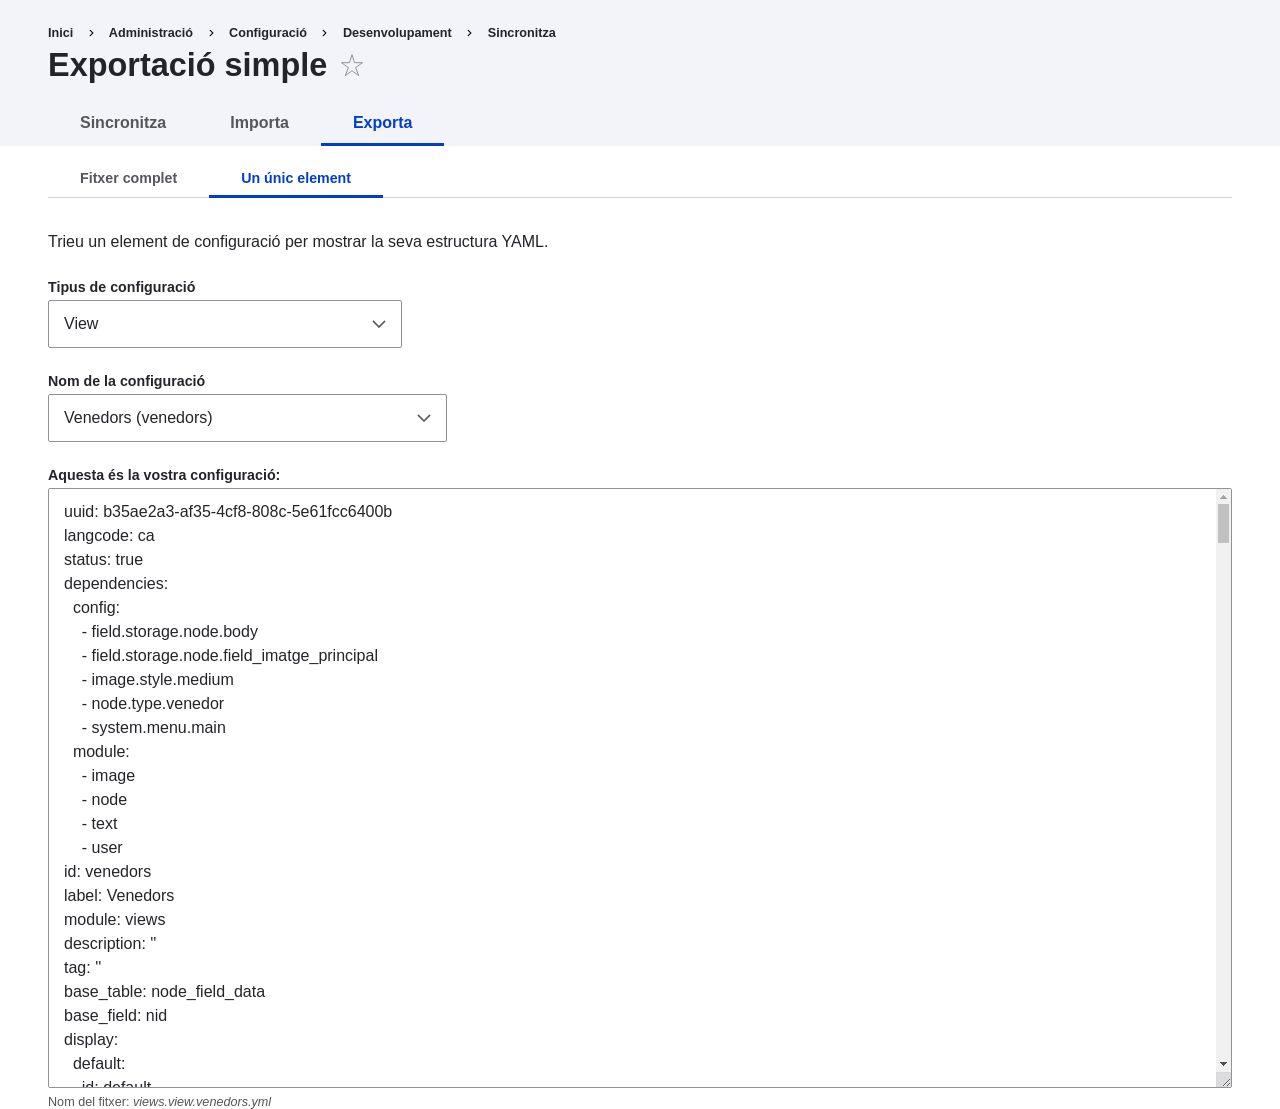 Inici › Administració › Configuració › Desenvolupament › Sincronitza
Exportació simple ☆
Sincronitza Importa Exporta
Fitxer complet Un únic element
Trieu un element de configuració per mostrar la seva estructura YAML.
Tipus de configuració
View
Nom de la configuració
Venedors (venedors)
Aquesta és la vostra configuració:
uuid: b35ae2a3-af35-4cf8-808c-5e61fcc6400b
langcode: ca
status: true
dependencies:
  config:
    - field.storage.node.body
    - field.storage.node.field_imatge_principal
    - image.style.medium
    - node.type.venedor
    - system.menu.main
  module:
    - image
    - node
    - text
    - user
id: venedors
label: Venedors
module: views
description: ''
tag: ''
base_table: node_field_data
base_field: nid
display:
  default:
    id: default
Nom del fitxer: views.view.venedors.yml